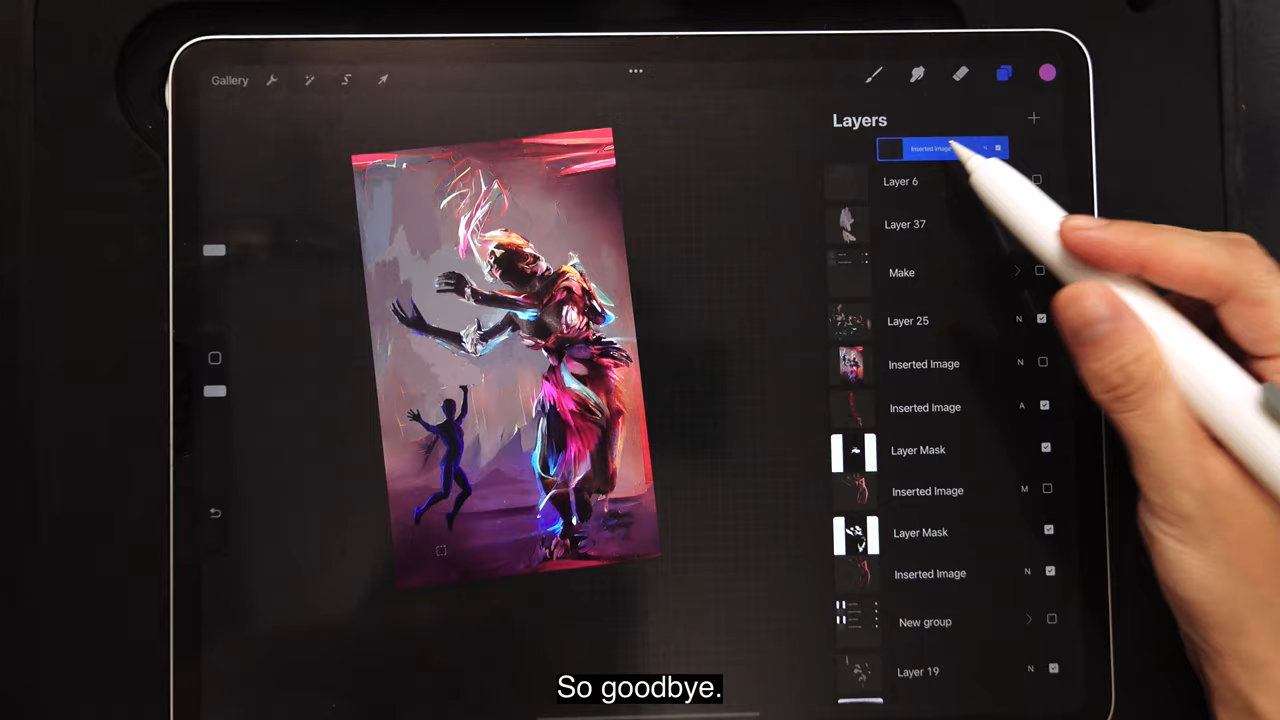 Gallery
Layers
Inserted Image N
Layer 6
Layer 37
Make
Layer 25 N
Inserted Image N
Inserted Image A
Layer Mask
Inserted Image M
Layer Mask
Inserted Image N
New group
Layer 19 N
So goodbye.